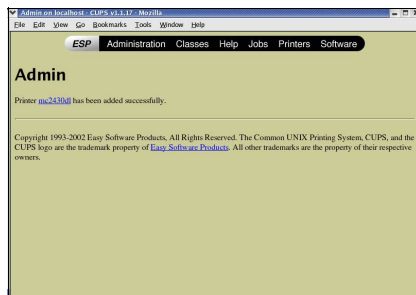 Admin on localhost - CUPS v1.1.17 - Mozilla
File Edit View Go Bookmarks Tools Window Help
ESP Administration Classes Help Jobs Printers Software
Admin
Printer mc2430dl has been added successfully.
Copyright 1993-2002 Easy Software Products, All Rights Reserved. The Common UNIX Printing System, CUPS, and the
CUPS logo are the trademark property of Easy Software Products. All other trademarks are the property of their respective
owners.